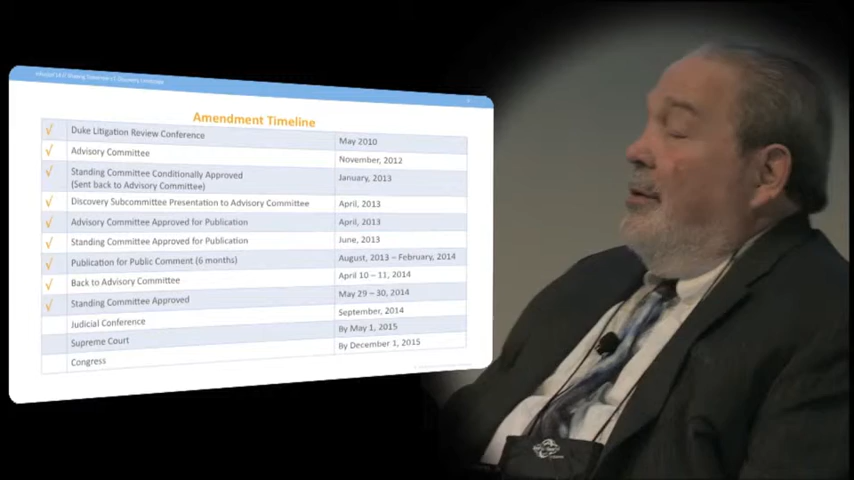 Amendment Timeline
√ Duke Litigation Review Conference May 2010
√ Advisory Committee November, 2012
√ Standing Committee Conditionally Approved January, 2013
(Sent back to Advisory Committee)
√ Discovery Subcommittee Presentation to Advisory Committee April, 2013
√ Advisory Committee Approved for Publication April, 2013
√ Standing Committee Approved for Publication June, 2013
√ Publication for Public Comment (6 months) August, 2013 – February, 2014
√ Back to Advisory Committee April 10 – 11, 2014
√ Standing Committee Approved May 29 – 30, 2014
Judicial Conference September, 2014
Supreme Court By May 1, 2015
Congress By December 1, 2015